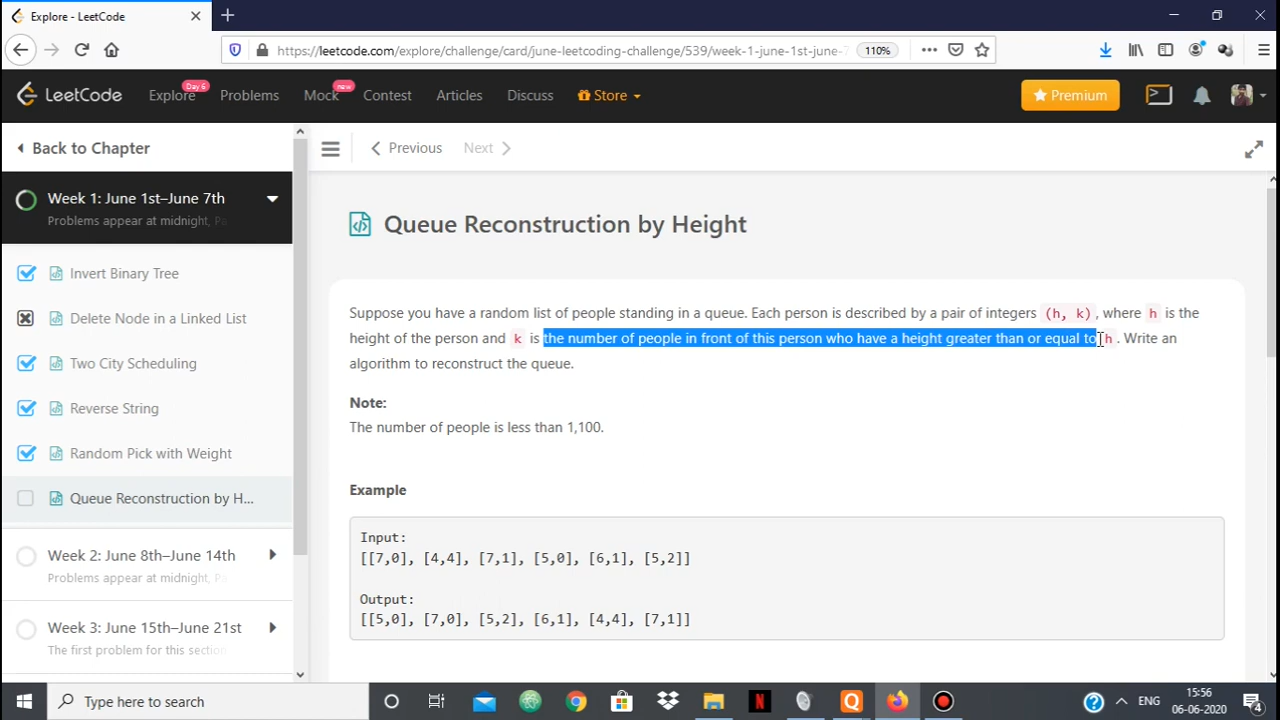 Explore - LeetCode
https://leetcode.com/explore/challenge/card/june-leetcoding-challenge/539/week-1-june-1st-june-7
110%
LeetCode
Explore
Day 6
Problems
Mock
new
Contest
Articles
Discuss
Store
Premium
Back to Chapter
Previous
Next
Week 1: June 1st–June 7th
Problems appear at midnight, Pa
Invert Binary Tree
Delete Node in a Linked List
Two City Scheduling
Reverse String
Random Pick with Weight
Queue Reconstruction by H...
Week 2: June 8th–June 14th
Problems appear at midnight, Pa
Week 3: June 15th–June 21st
The first problem for this section
Queue Reconstruction by Height
Suppose you have a random list of people standing in a queue. Each person is described by a pair of integers (h, k), where h is the
height of the person and k is the number of people in front of this person who have a height greater than or equal to h. Write an
algorithm to reconstruct the queue.
Note:
The number of people is less than 1,100.
Example
Input:
[[7,0], [4,4], [7,1], [5,0], [6,1], [5,2]]
Output:
[[5,0], [7,0], [5,2], [6,1], [4,4], [7,1]]
Type here to search
ENG
15:56
06-06-2020
4